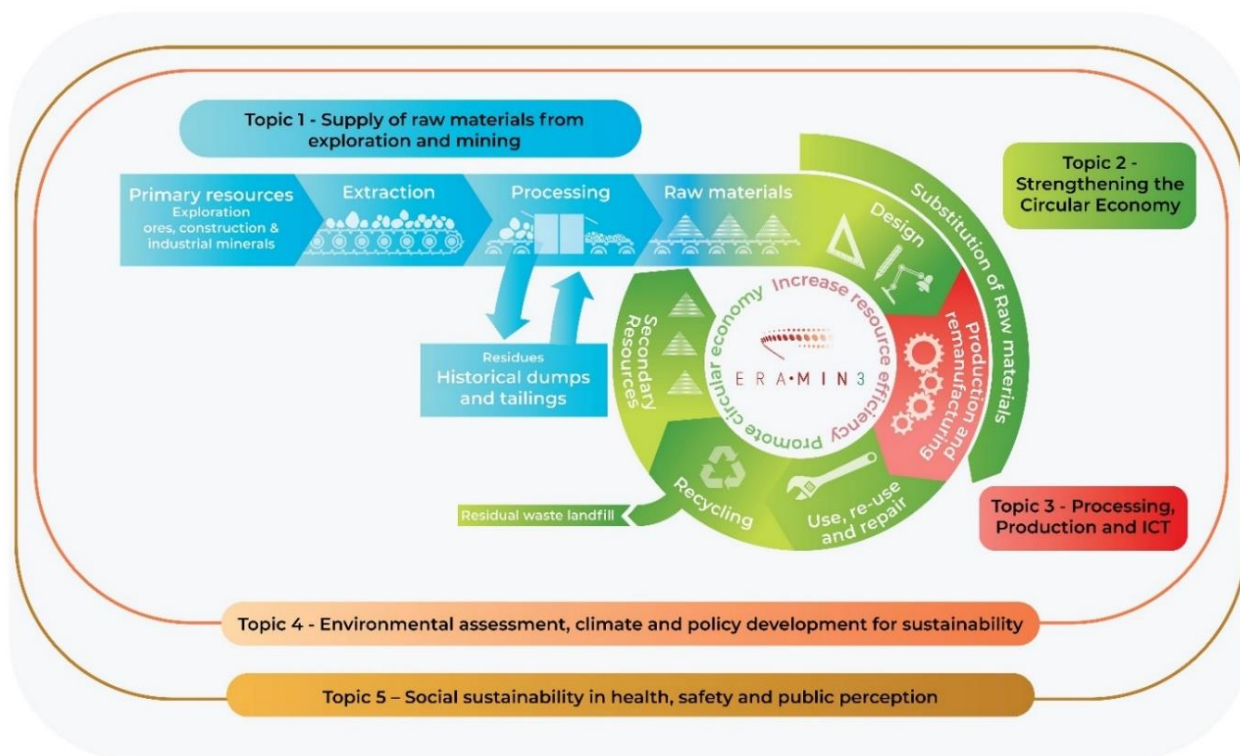 Topic 1 - Supply of raw materials from
exploration and mining
Primary resources
Exploration
ores, construction &
industrial minerals
Extraction
Processing
Raw materials
Residues
Historical dumps
and tailings
Design
Substitution of Raw materials
Topic 2 -
Strengthening the
Circular Economy
Production and
remanufacturing
Topic 3 - Processing,
Production and ICT
Use, re-use
and repair
Recycling
Residual waste landfill
Secondary
Resources
Increase resource efficiency
Promote circular economy
ERA•MIN3
Topic 4 - Environmental assessment, climate and policy development for sustainability
Topic 5 – Social sustainability in health, safety and public perception